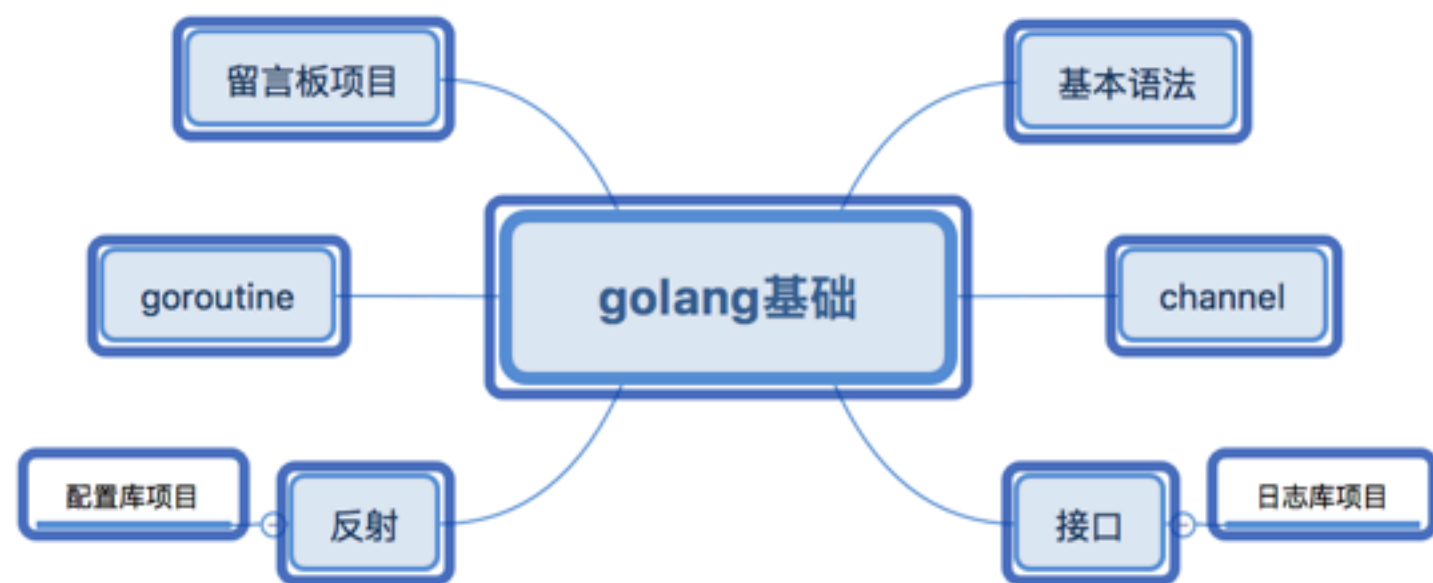 留言板项目
基本语法
goroutine
golang基础
channel
配置库项目
反射
接口
日志库项目